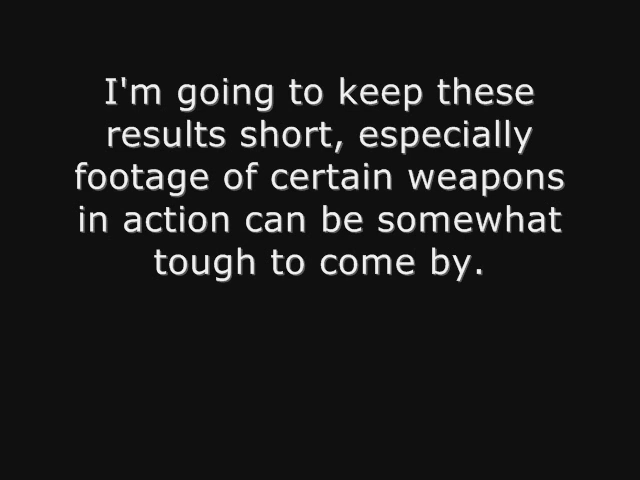 I'm going to keep these
results short, especially
footage of certain weapons
in action can be somewhat
tough to come by.